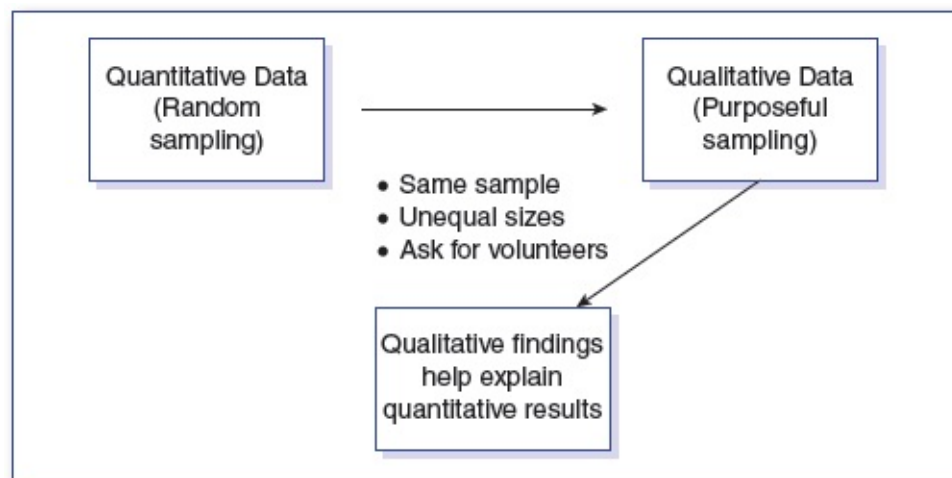 Quantitative Data
(Random
sampling)
Qualitative Data
(Purposeful
sampling)
• Same sample
• Unequal sizes
• Ask for volunteers
Qualitative findings
help explain
quantitative results